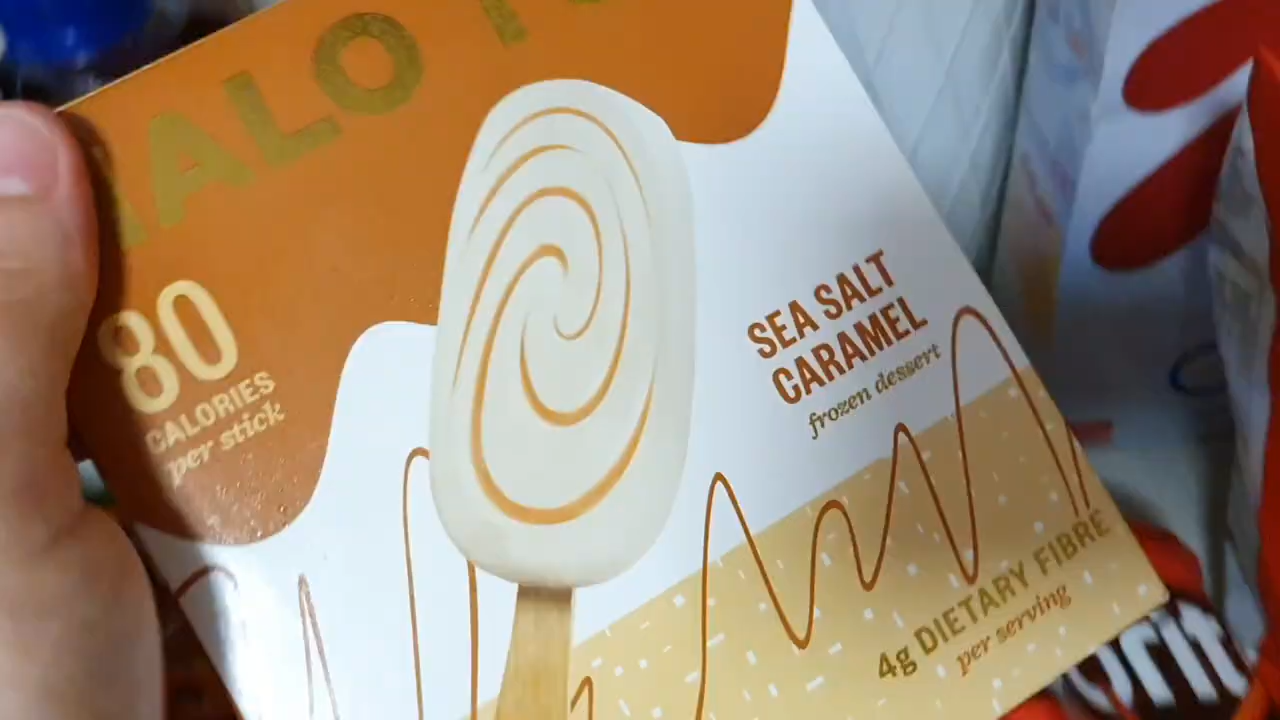 ALO T
80
CALORIES
per stick
SEA SALT
CARAMEL
frozen dessert
4g DIETARY FIBRE
per serving